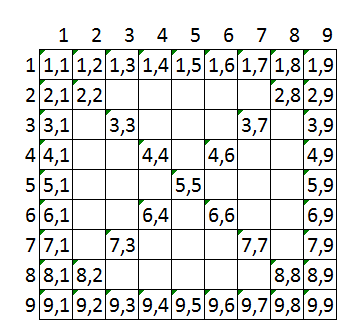 1 2 3 4 5 6 7 8 9
1 1,1 1,2 1,3 1,4 1,5 1,6 1,7 1,8 1,9
2 2,1 2,2 2,8 2,9
3 3,1 3,3 3,7 3,9
4 4,1 4,4 4,6 4,9
5 5,1 5,5 5,9
6 6,1 6,4 6,6 6,9
7 7,1 7,3 7,7 7,9
8 8,1 8,2 8,8 8,9
9 9,1 9,2 9,3 9,4 9,5 9,6 9,7 9,8 9,9